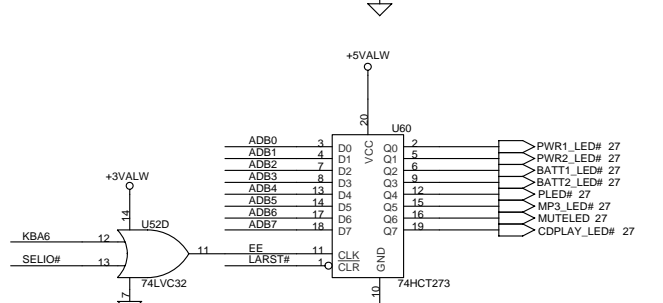 +5VALW
20
U60
ADB0 3 D0 VCC Q0 2 PWR1_LED# 27
ADB1 4 D1 Q1 5 PWR2_LED# 27
ADB2 7 D2 Q2 6 BATT1_LED# 27
ADB3 8 D3 Q3 9 BATT2_LED# 27
ADB4 13 D4 Q4 12 PLED# 27
ADB5 14 D5 Q5 15 MP3_LED# 27
ADB6 17 D6 Q6 16 MUTELED 27
ADB7 18 D7 Q7 19 CDPLAY_LED# 27
+3VALW
14
U52D
KBA6 12
11 EE 11 CLK
SELIO# 13
LARST# 1 CLR GND
74LVC32
7
74HCT273
10